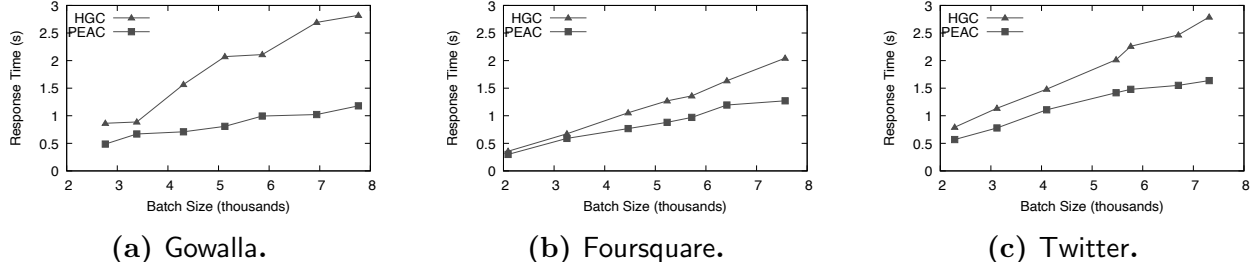 3
2.5
2
1.5
1
0.5
0
HGC
PEAC
Response Time (s)
2 3 4 5 6 7 8
Batch Size (thousands)
(a) Gowalla.
3
2.5
2
1.5
1
0.5
0
HGC
PEAC
Response Time (s)
2 3 4 5 6 7 8
Batch Size (thousands)
(b) Foursquare.
3
2.5
2
1.5
1
0.5
0
HGC
PEAC
Response Time (s)
2 3 4 5 6 7 8
Batch Size (thousands)
(c) Twitter.